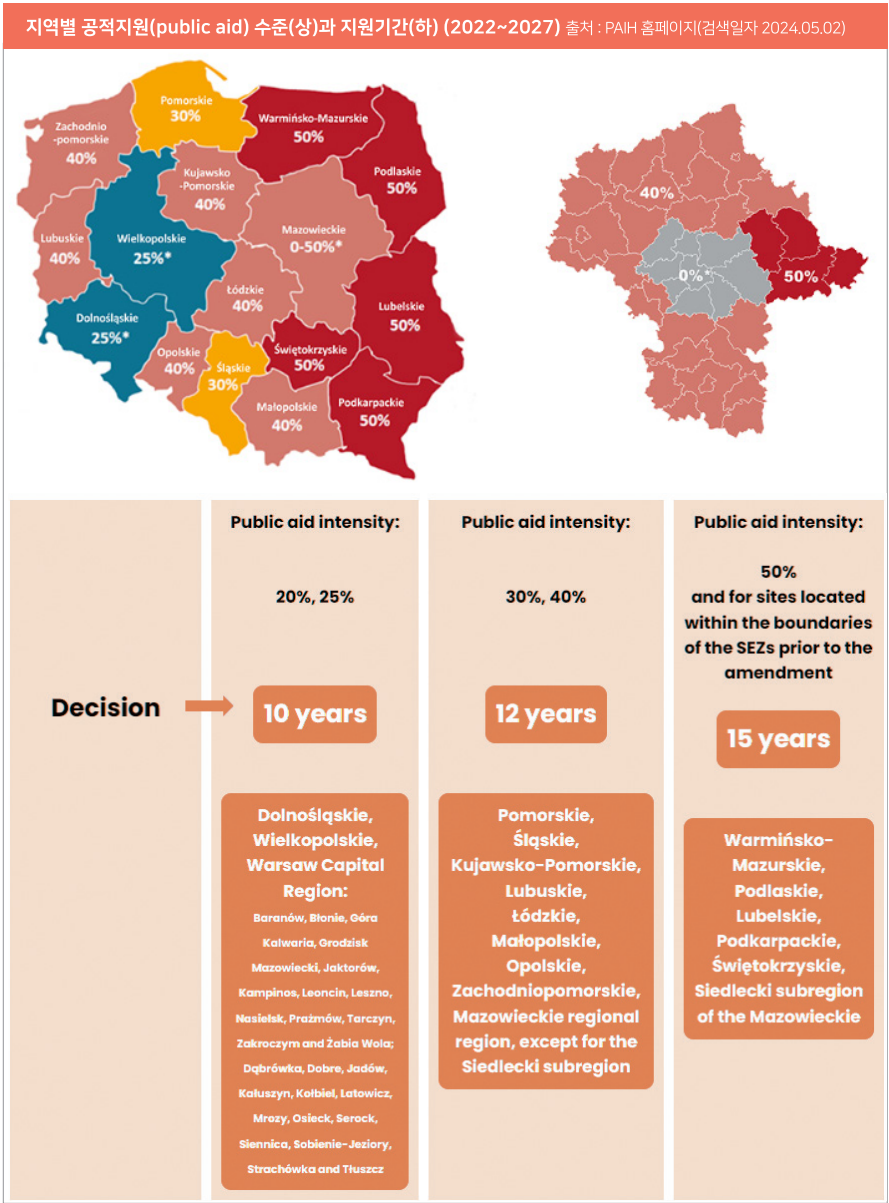 지역별 공적지원(public aid) 수준(상)과 지원기간(하) (2022~2027) 출처 : PAIH 홈페이지(검색일자 2024.05.02)
Pomorskie
30%
Zachodnio
-pomorskie
40%
Warmińsko-Mazurskie
50%
Kujawsko
-Pomorskie
40%
Podlaskie
50%
Lubuskie
40%
Wielkopolskie
25%*
Mazowieckie
0-50%*
Łódzkie
40%
Dolnośląskie
25%*
Lubelskie
50%
Opolskie
40%
Śląskie
30%
Świętokrzyskie
50%
Małopolskie
40%
Podkarpackie
50%
40%
0%*
50%
Decision
Public aid intensity:
20%, 25%
10 years
Dolnośląskie,
Wielkopolskie,
Warsaw Capital
Region:
Baranów, Błonie, Góra
Kalwaria, Grodzisk
Mazowiecki, Jaktorów,
Kampinos, Leoncin, Leszno,
Nasielsk, Prażmów, Tarczyn,
Zakroczym and Żabia Wola;
Dąbrówka, Dobre, Jadów,
Kałuszyn, Kołbiel, Latowicz,
Mrozy, Osieck, Serock,
Siennica, Sobienie-Jeziory,
Strachówka and Tłuszcz
Public aid intensity:
30%, 40%
12 years
Pomorskie,
Śląskie,
Kujawsko-Pomorskie,
Lubuskie,
Łódzkie,
Małopolskie,
Opolskie,
Zachodniopomorskie,
Mazowieckie regional
region, except for the
Siedlecki subregion
Public aid intensity:
50%
and for sites located
within the boundaries
of the SEZs prior to the
amendment
15 years
Warmińsko-
Mazurskie,
Podlaskie,
Lubelskie,
Podkarpackie,
Świętokrzyskie,
Siedlecki subregion
of the Mazowieckie